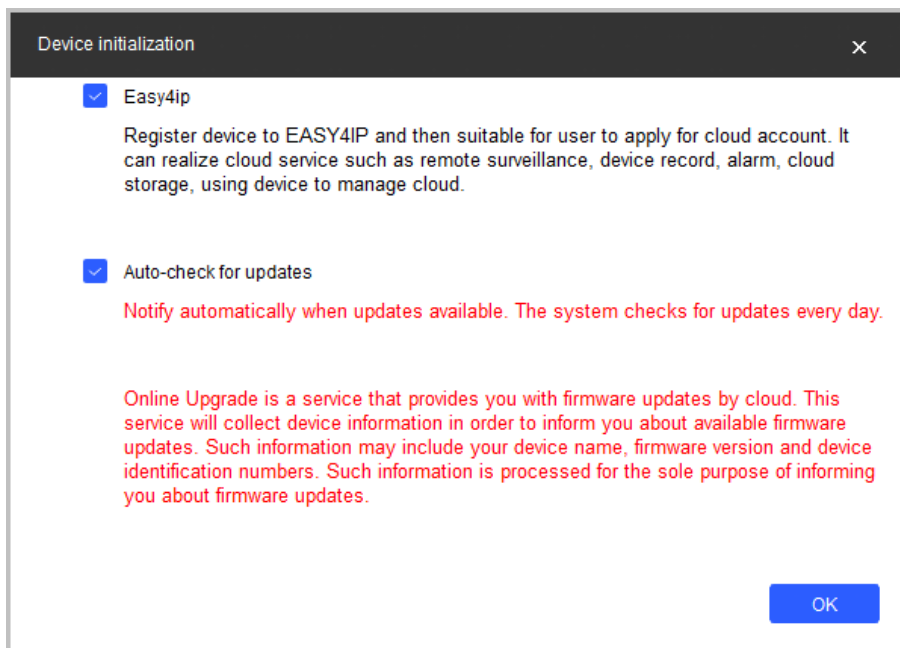 Device initialization
Easy4ip
Register device to EASY4IP and then suitable for user to apply for cloud account. It
can realize cloud service such as remote surveillance, device record, alarm, cloud
storage, using device to manage cloud.
Auto-check for updates
Notify automatically when updates available. The system checks for updates every day.
Online Upgrade is a service that provides you with firmware updates by cloud. This
service will collect device information in order to inform you about available firmware
updates. Such information may include your device name, firmware version and device
identification numbers. Such information is processed for the sole purpose of informing
you about firmware updates.
OK